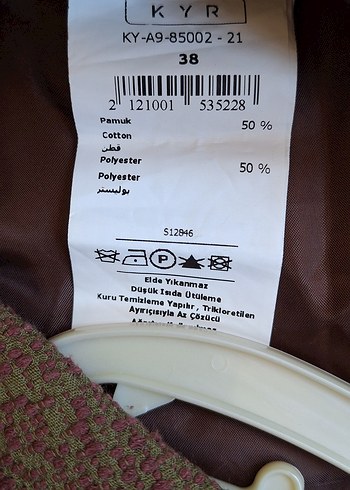 KYR
KY-A9-85002 - 21
38
2 121001 535228
Pamuk 50 %
Cotton
قطن
Polyester 50 %
Polyester
بوليستر
S12846
P
Elde Yıkanmaz
Düşük Isıda Ütüleme
Kuru Temizleme Yapılır, Trikloretilen
Ayırıcısıyla Az Çözücü